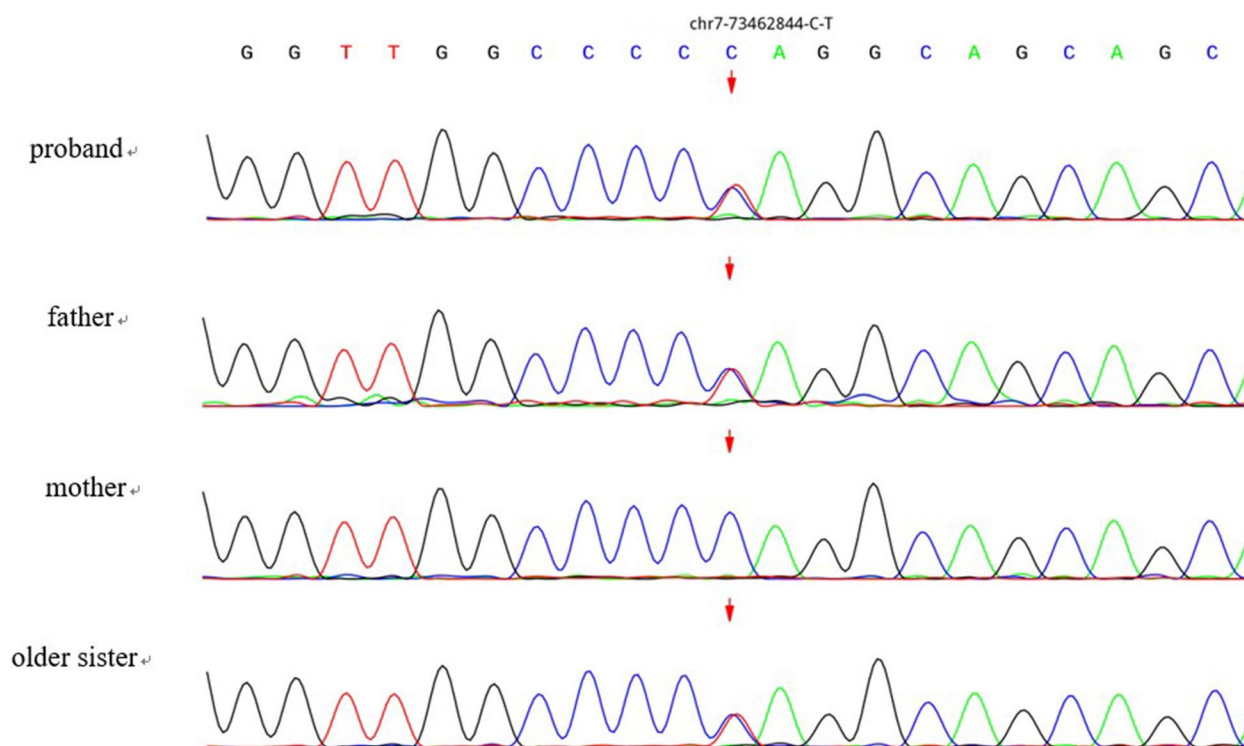 chr7-73462844-C-T
G G T T G G C C C C C A G G C A G C A G C
proband↵
father↵
mother↵
older sister↵